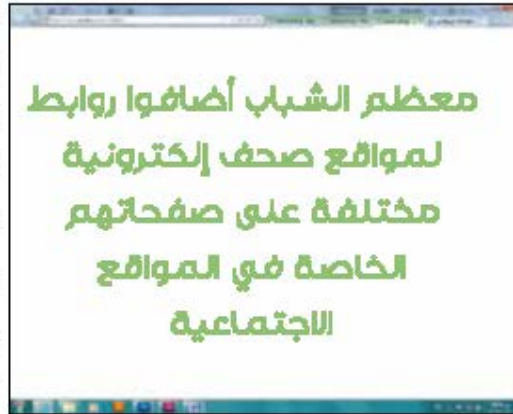 معظم الشباب أضافوا روابط
لمواقع صحف إلكترونية
مختلفة على صفحاتهم
الخاصة في المواقع
الاجتماعية